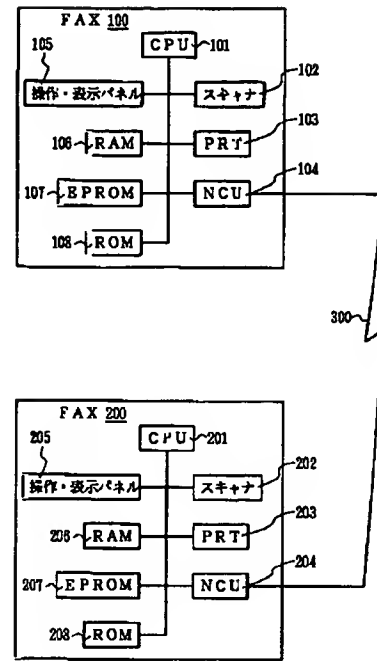 FAX 100
105
CPU
101
操作・表示パネル
スキャナ
102
106
RAM
PRT
103
107
EPROM
NCU
104
108
ROM
300
FAX 200
205
CPU
201
操作・表示パネル
スキャナ
202
206
RAM
PRT
203
207
EPROM
NCU
204
208
ROM